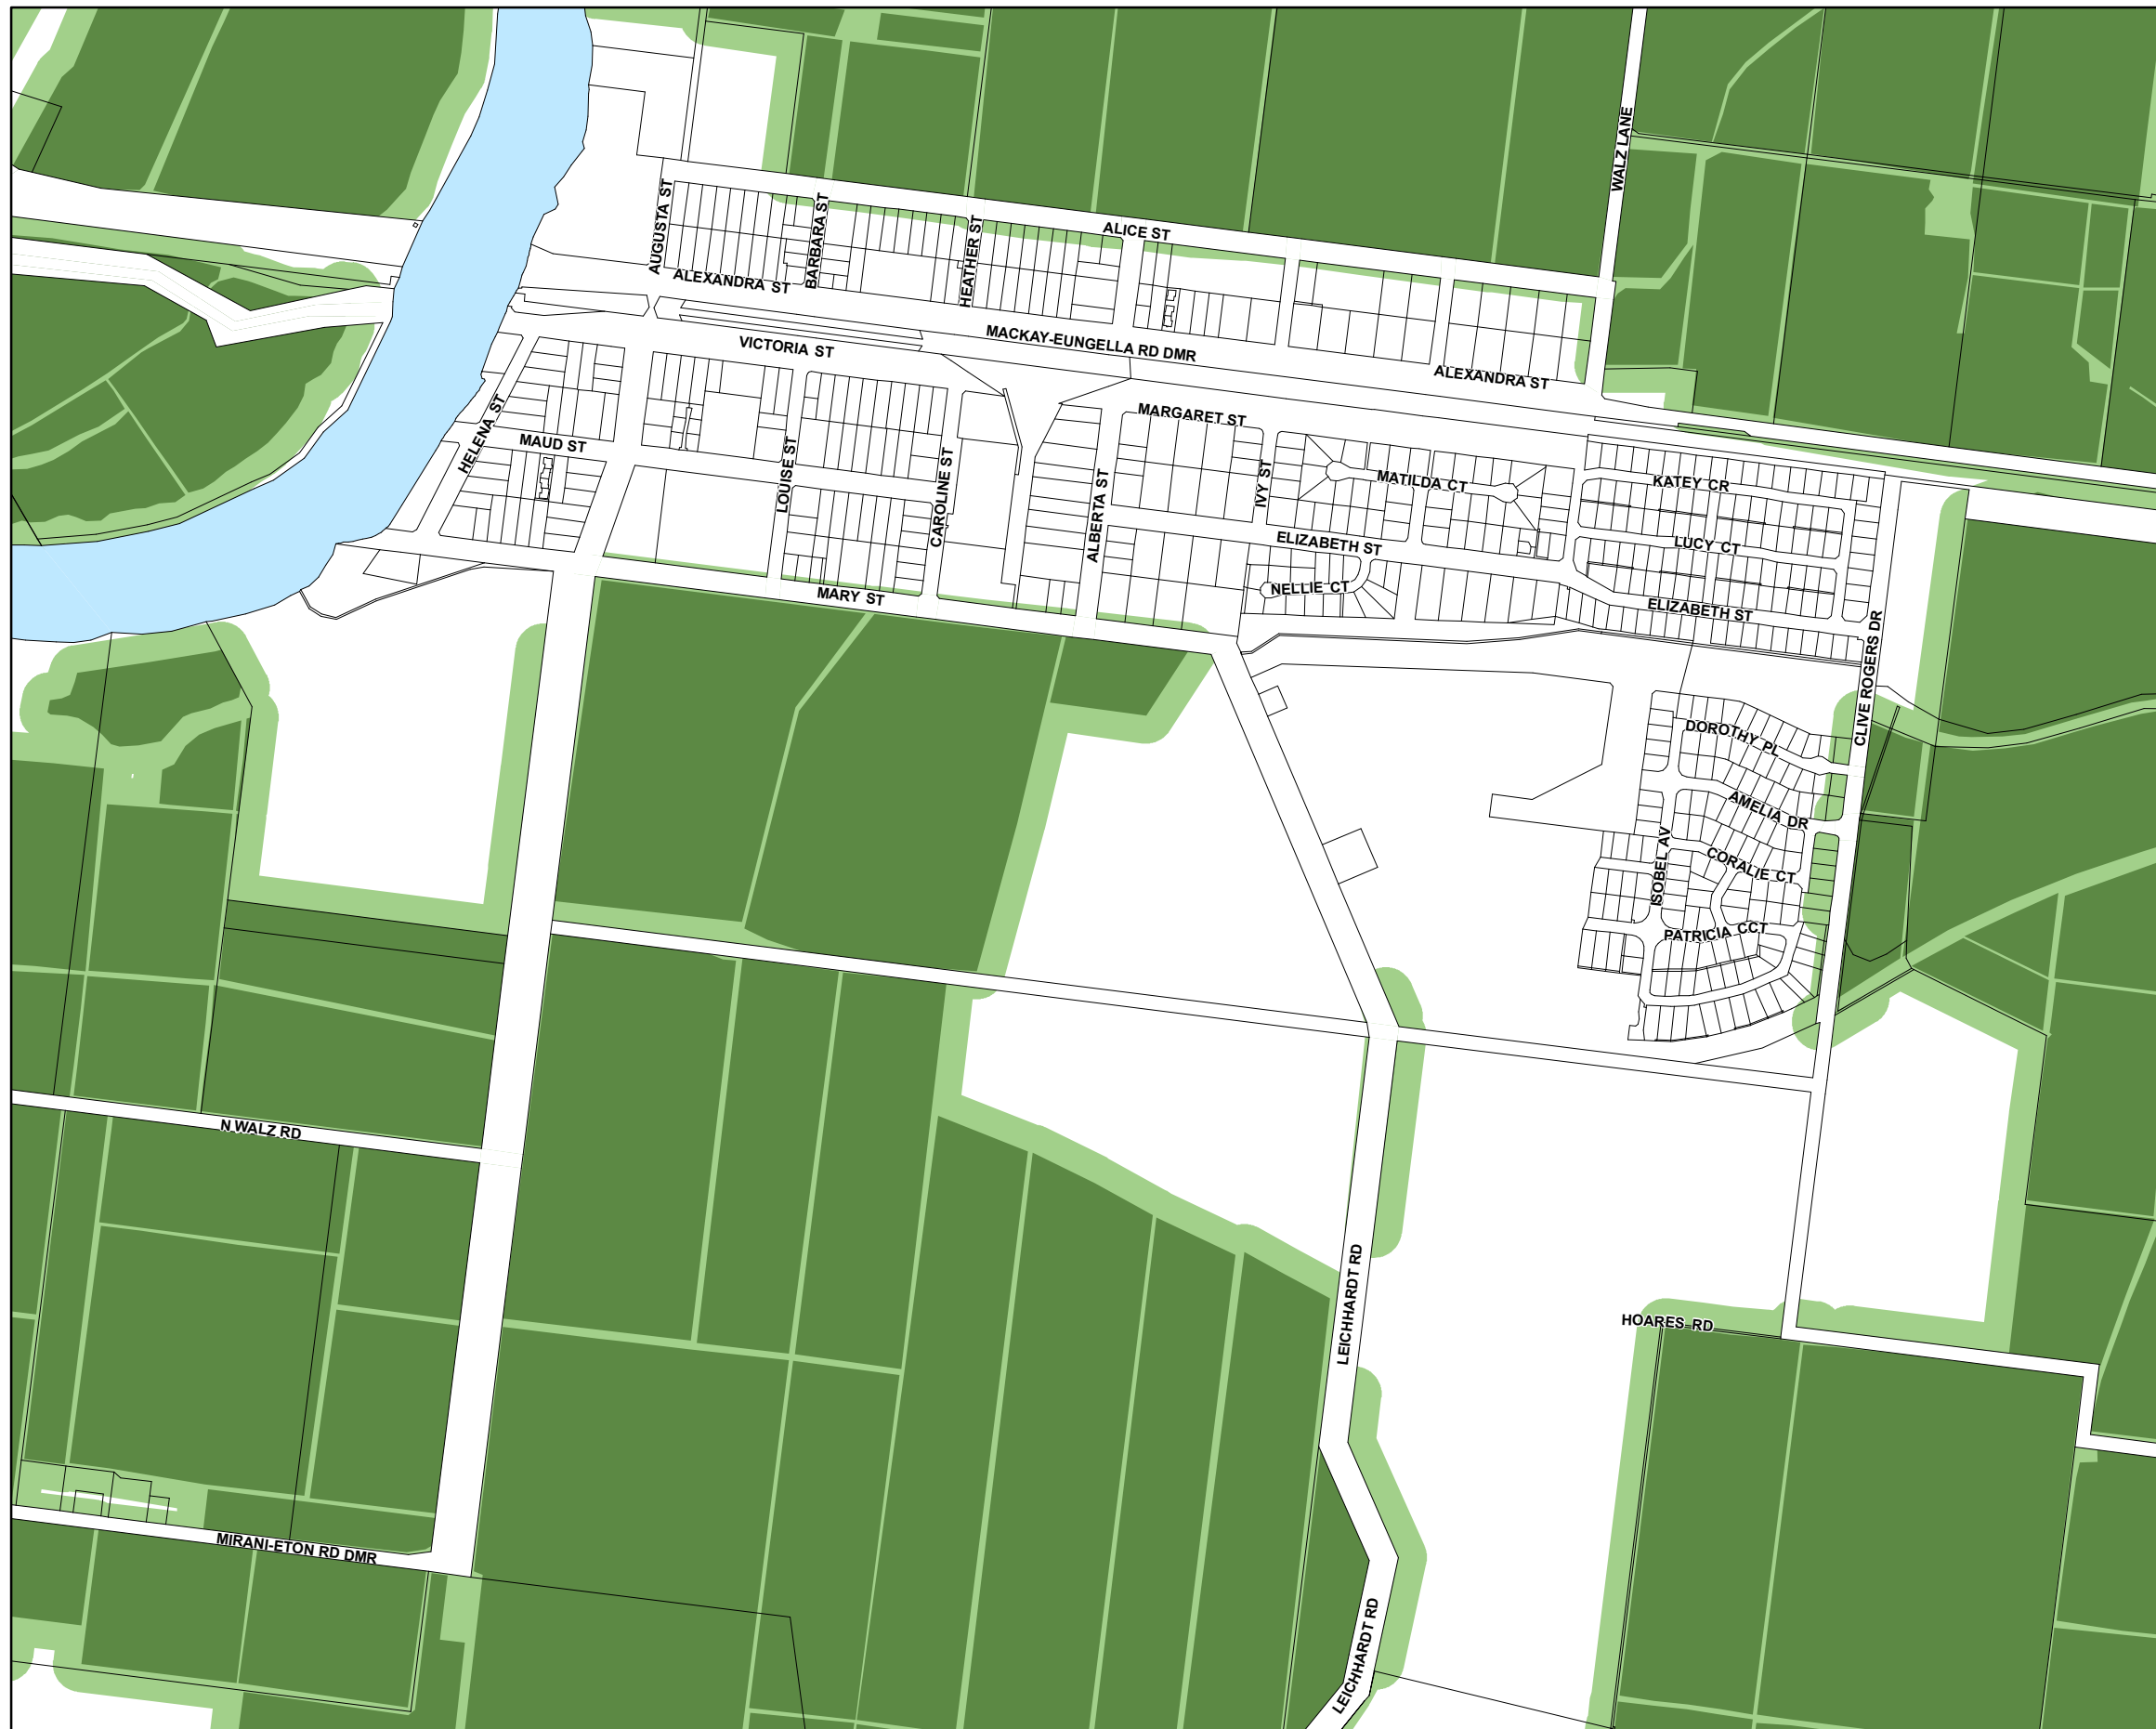 WALZ LANE
AUGUSTA ST
BARBARA ST
HEATHER ST
ALICE ST
ALEXANDRA ST
MACKAY-EUNGELLA RD DMR
VICTORIA ST
ALEXANDRA ST
HELENA ST
MAUD ST
LOUISE ST
CAROLINE ST
MARGARET ST
ALBERTA ST
IVY ST
MATILDA CT
KATEY CR
ELIZABETH ST
LUCY CT
NELLIE CT
MARY ST
ELIZABETH ST
CLIVE ROGERS DR
DOROTHY PL
AMELIA DR
ISOBEL AV
CORALIE CT
PATRICIA CCT
N WALZ RD
LEICHHARDT RD
HOARES RD
MIRANI-ETON RD DMR
LEICHHARDT RD